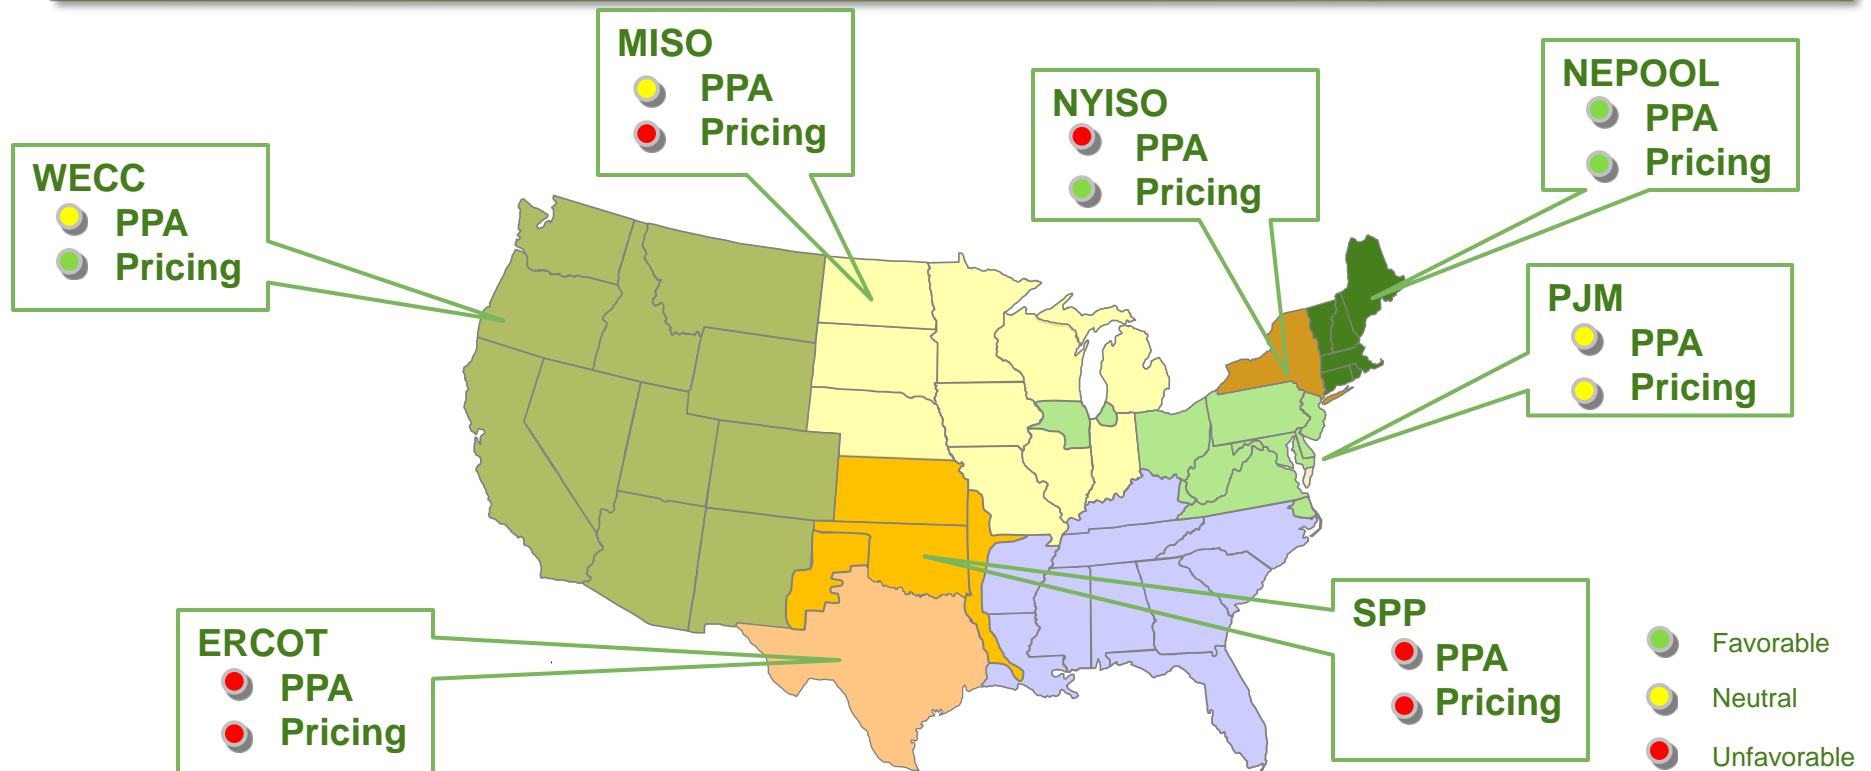 MISO
PPA
Pricing
NEPOOL
PPA
Pricing
NYISO
PPA
Pricing
WECC
PPA
Pricing
PJM
PPA
Pricing
SPP
PPA
Pricing
ERCOT
PPA
Pricing
Favorable
Neutral
Unfavorable